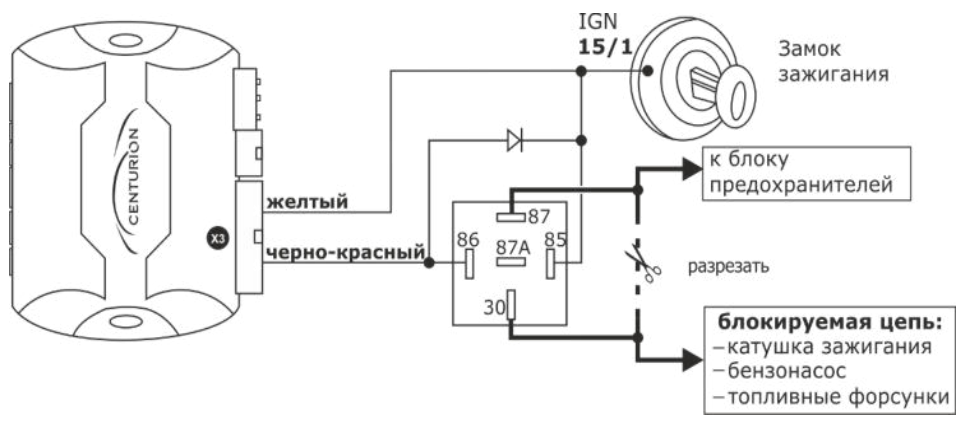 IGN
15/1
Замок
зажигания
к блоку
предохранителей
CENTURION
желтый
X3
черно-красный
87
86
87A
85
30
разрезать
блокируемая цепь:
–катушка зажигания
–бензонасос
–топливные форсунки